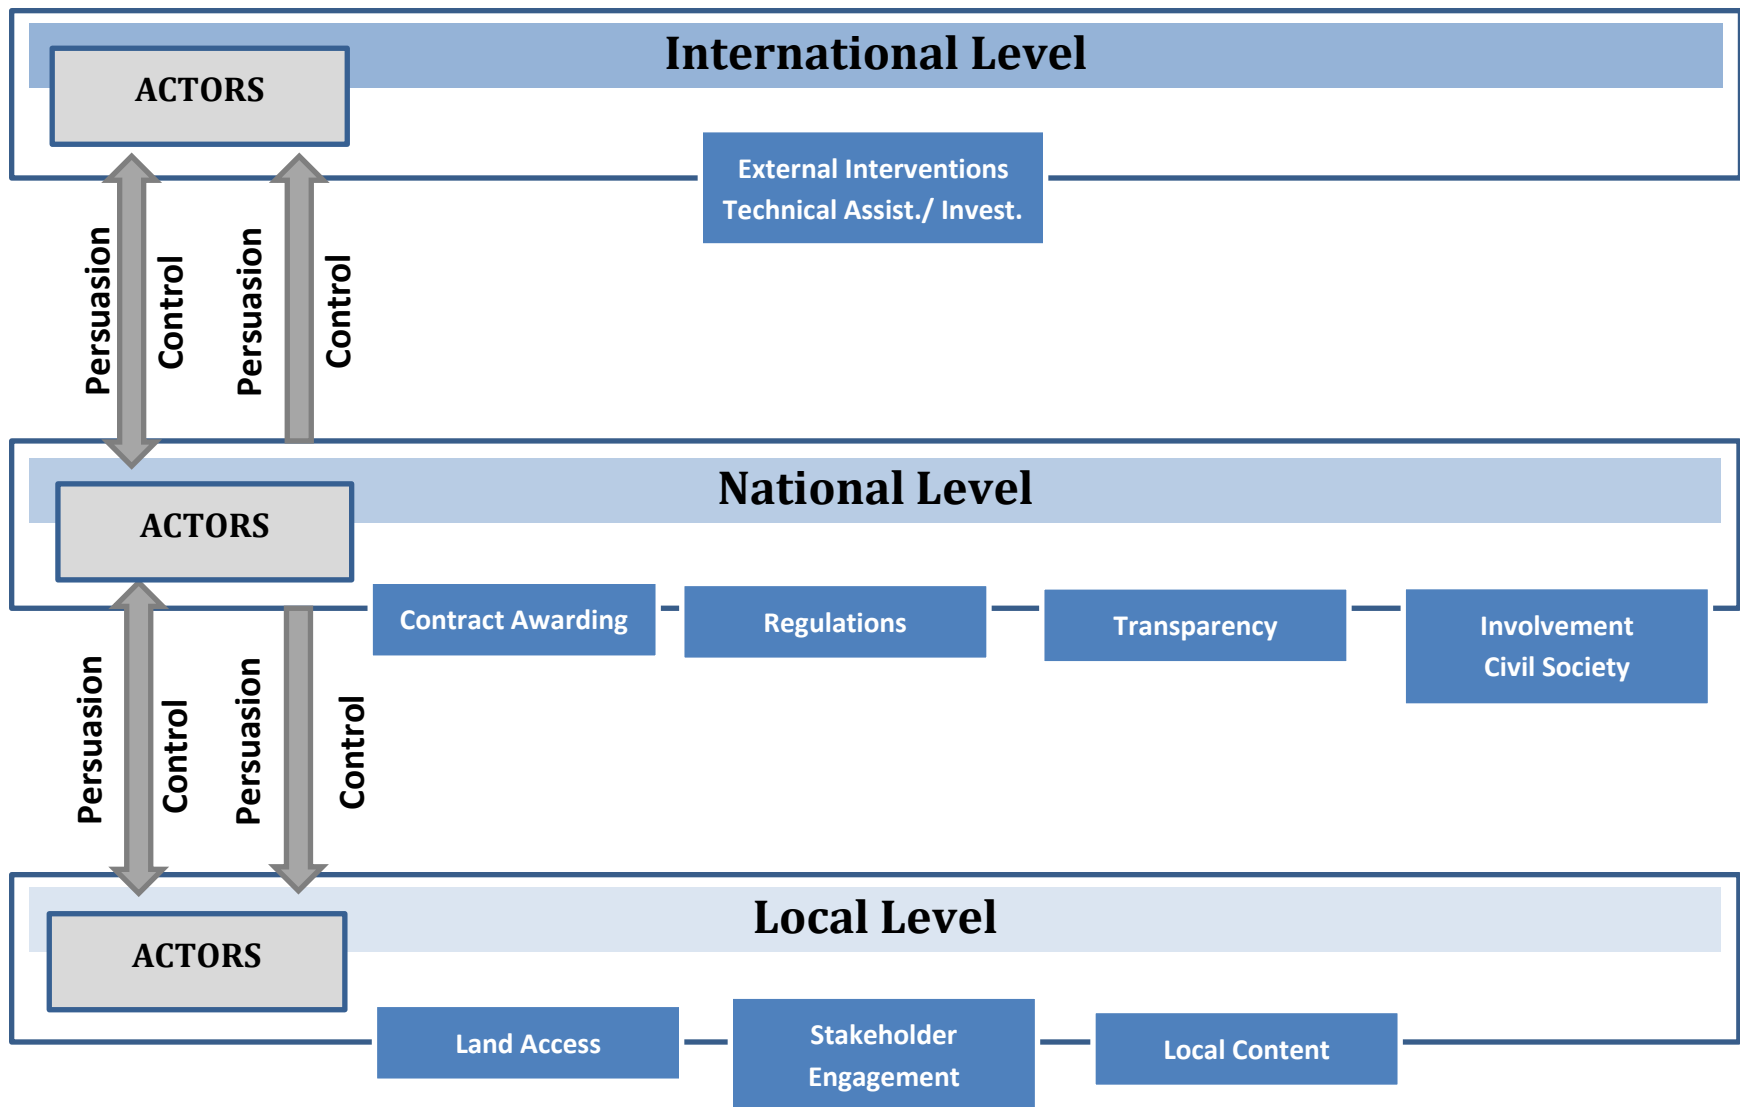 International Level
ACTORS
External Interventions
Technical Assist./ Invest.
Persuasion
Control
Persuasion
Control
National Level
ACTORS
Contract Awarding
Regulations
Transparency
Involvement
Civil Society
Persuasion
Control
Persuasion
Control
Local Level
ACTORS
Land Access
Stakeholder
Engagement
Local Content